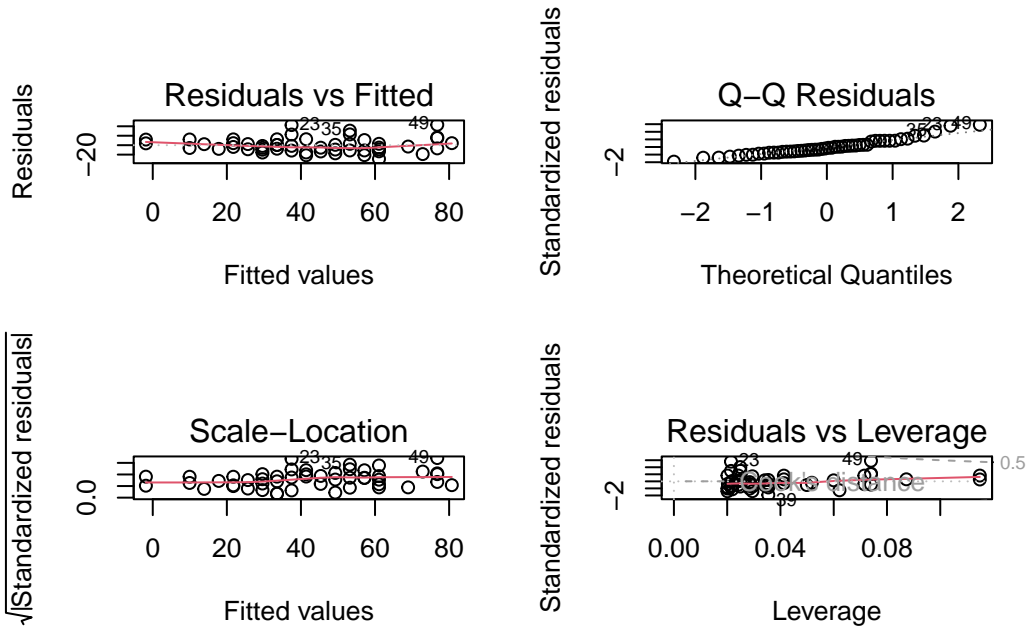 Residuals vs Fitted
Residuals
−20
23
35
49
0 20 40 60 80
Fitted values
Q−Q Residuals
Standardized residuals
−2
35
23
49
−2 −1 0 1 2
Theoretical Quantiles
Scale−Location
√|Standardized residuals|
0.0
23
35
49
0 20 40 60 80
Fitted values
Residuals vs Leverage
Standardized residuals
−2
23
49
0.5
Cook's distance
39
0.00 0.04 0.08
Leverage